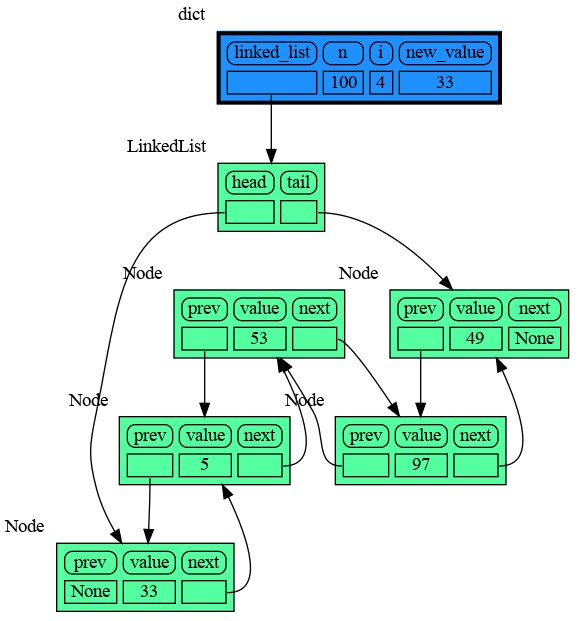 dict
linked_list n i new_value
100 4 33
LinkedList
head tail
Node
Node
prev value next
53
prev value next
49 None
Node
Node
prev value next
5
prev value next
97
Node
prev value next
None 33